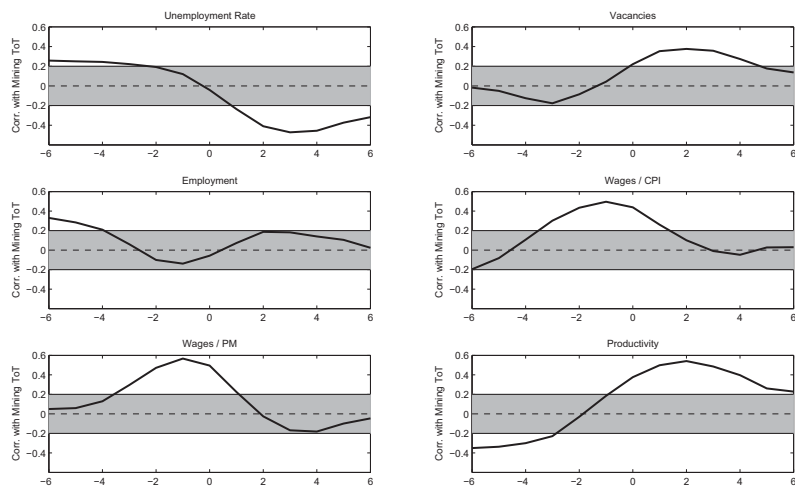 Unemployment Rate
Corr. with Mining ToT
0.6
0.4
0.2
0
−0.2
−0.4
−6 −4 −2 0 2 4 6
Vacancies
Corr. with Mining ToT
0.6
0.4
0.2
0
−0.2
−0.4
−6 −4 −2 0 2 4 6
Employment
Corr. with Mining ToT
0.6
0.4
0.2
0
−0.2
−0.4
−6 −4 −2 0 2 4 6
Wages / CPI
Corr. with Mining ToT
0.6
0.4
0.2
0
−0.2
−0.4
−6 −4 −2 0 2 4 6
Wages / PM
Corr. with Mining ToT
0.6
0.4
0.2
0
−0.2
−0.4
−6 −4 −2 0 2 4 6
Productivity
Corr. with Mining ToT
0.6
0.4
0.2
0
−0.2
−0.4
−6 −4 −2 0 2 4 6